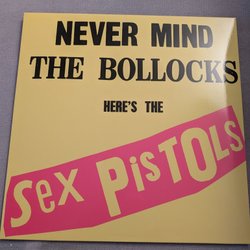 NEVER MIND
THE BOLLOCKS
HERE'S THE
Sex PiSTOLS